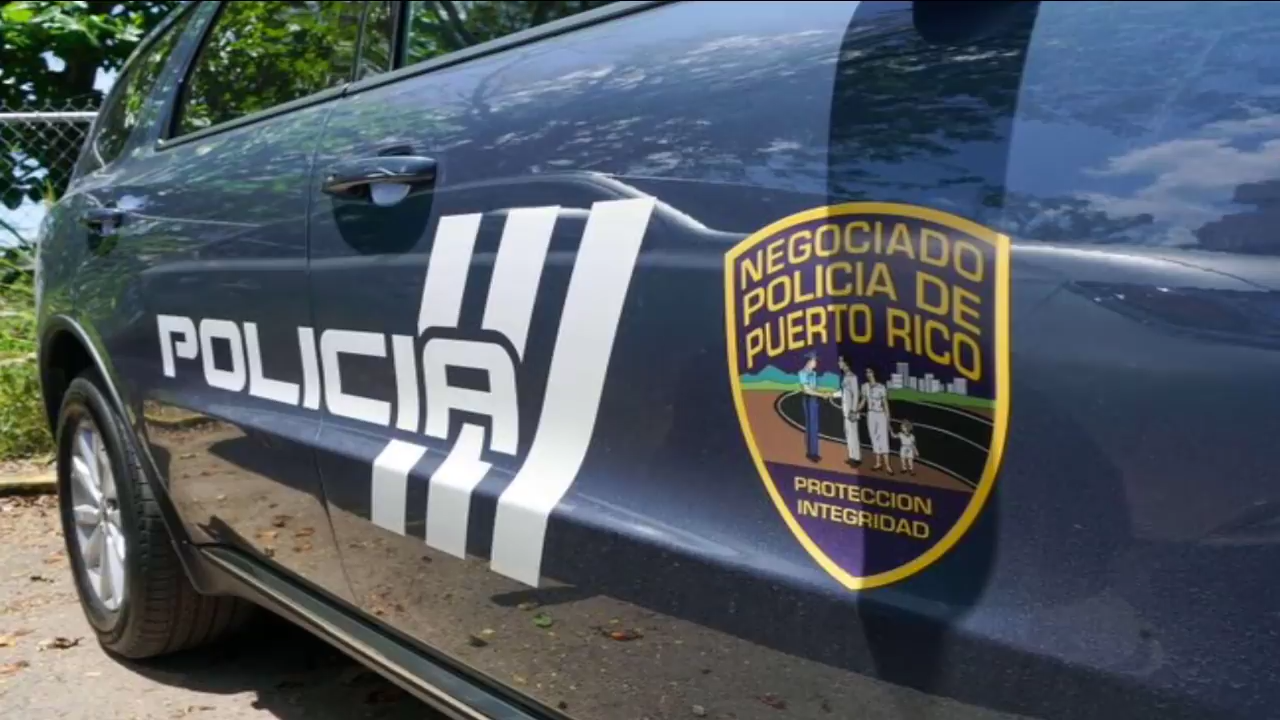 POLICIA
NEGOCIADO
POLICIA DE
PUERTO RICO
PROTECCION
INTEGRIDAD